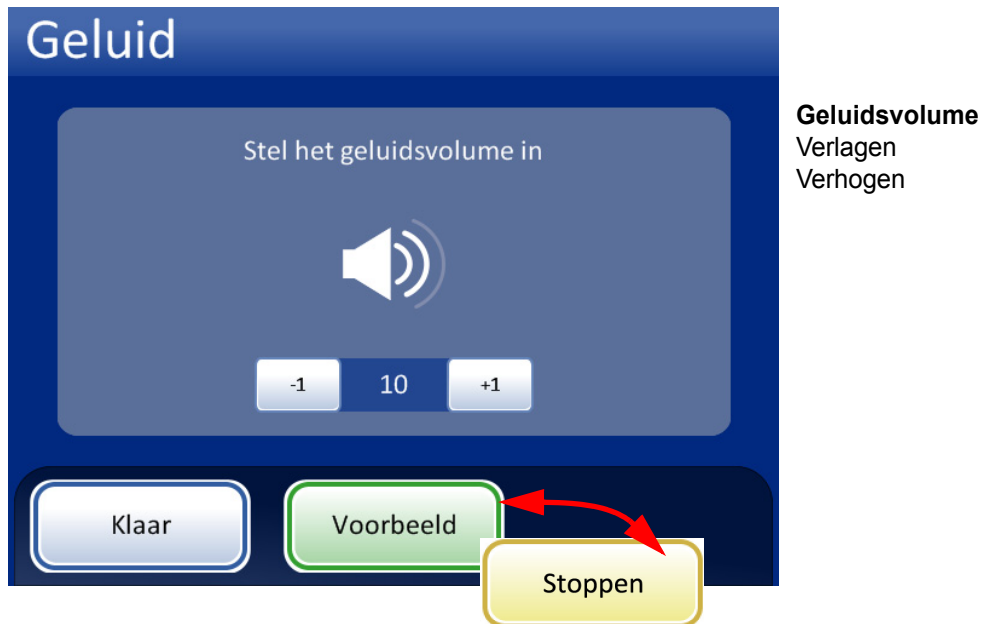 Geluid
Stel het geluidsvolume in
-1 10 +1
Klaar Voorbeeld
Stoppen
Geluidsvolume
Verlagen
Verhogen